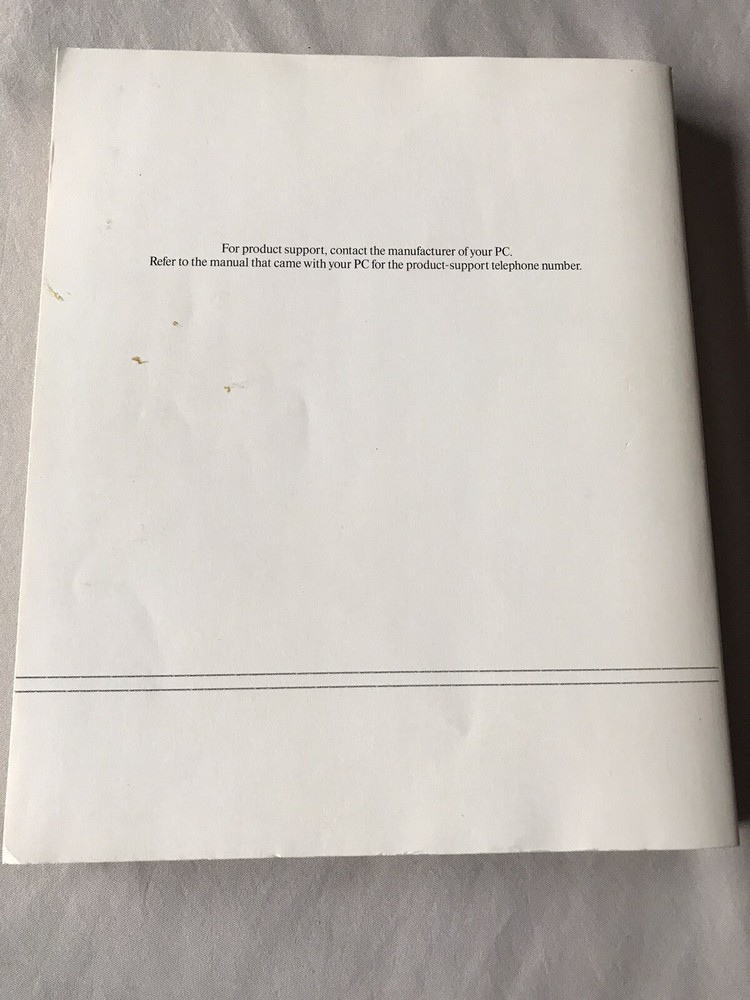 For product support, contact the manufacturer of your PC.
Refer to the manual that came with your PC for the product-support telephone number.